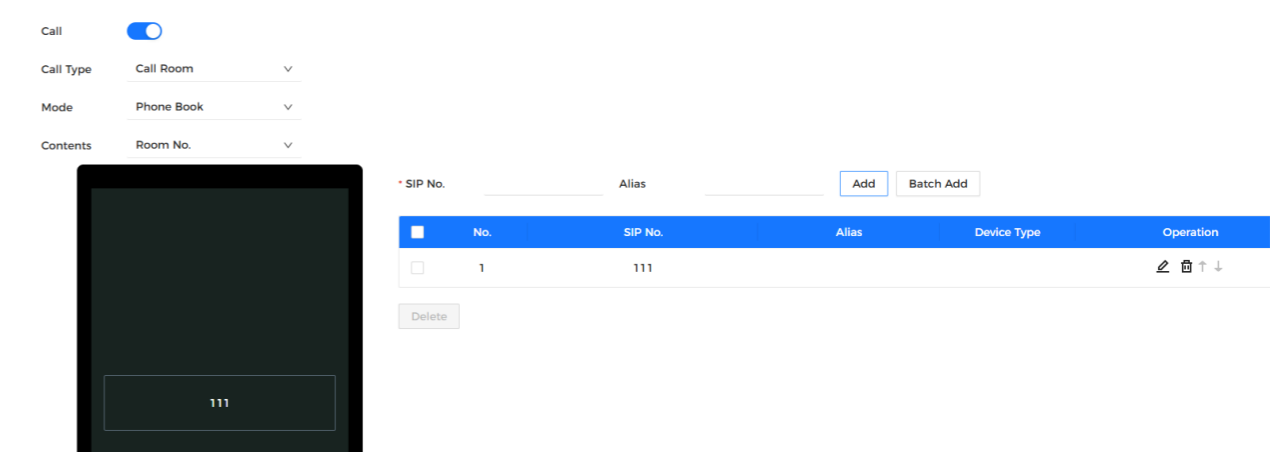 Call
Call Type Call Room
Mode Phone Book
Contents Room No.
* SIP No. Alias Add Batch Add
No. SIP No. Alias Device Type Operation
1 111
Delete
111